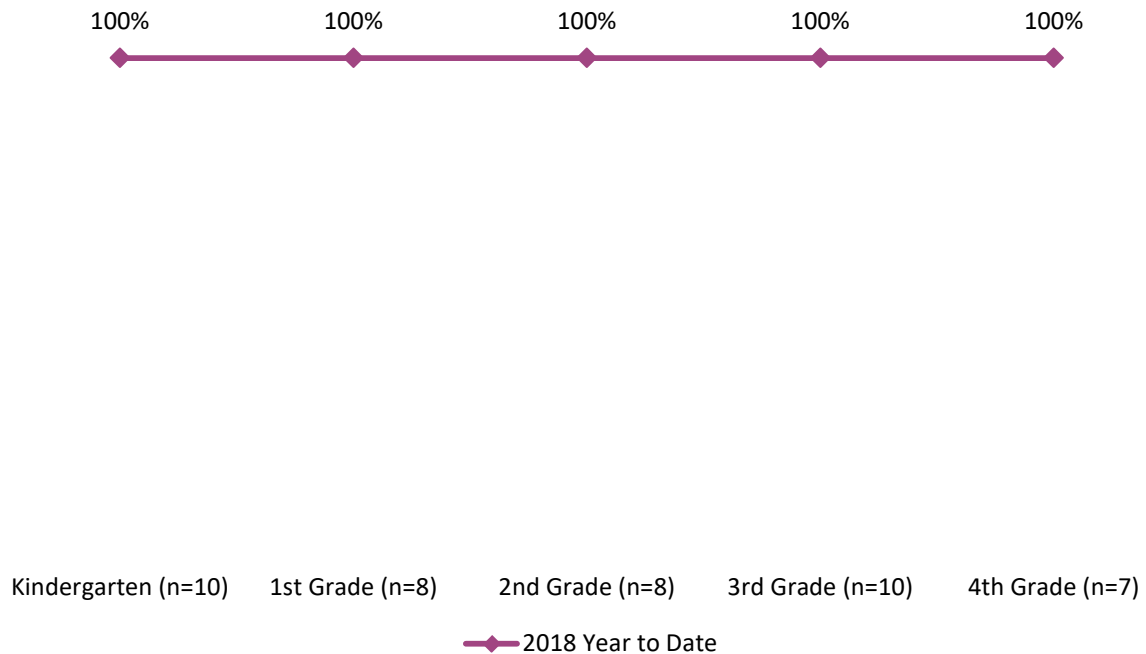 100% 100% 100% 100% 100%
Kindergarten (n=10) 1st Grade (n=8) 2nd Grade (n=8) 3rd Grade (n=10) 4th Grade (n=7)
2018 Year to Date